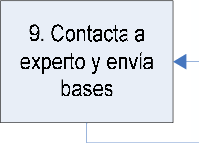 9. Contacta a
experto y envía
bases